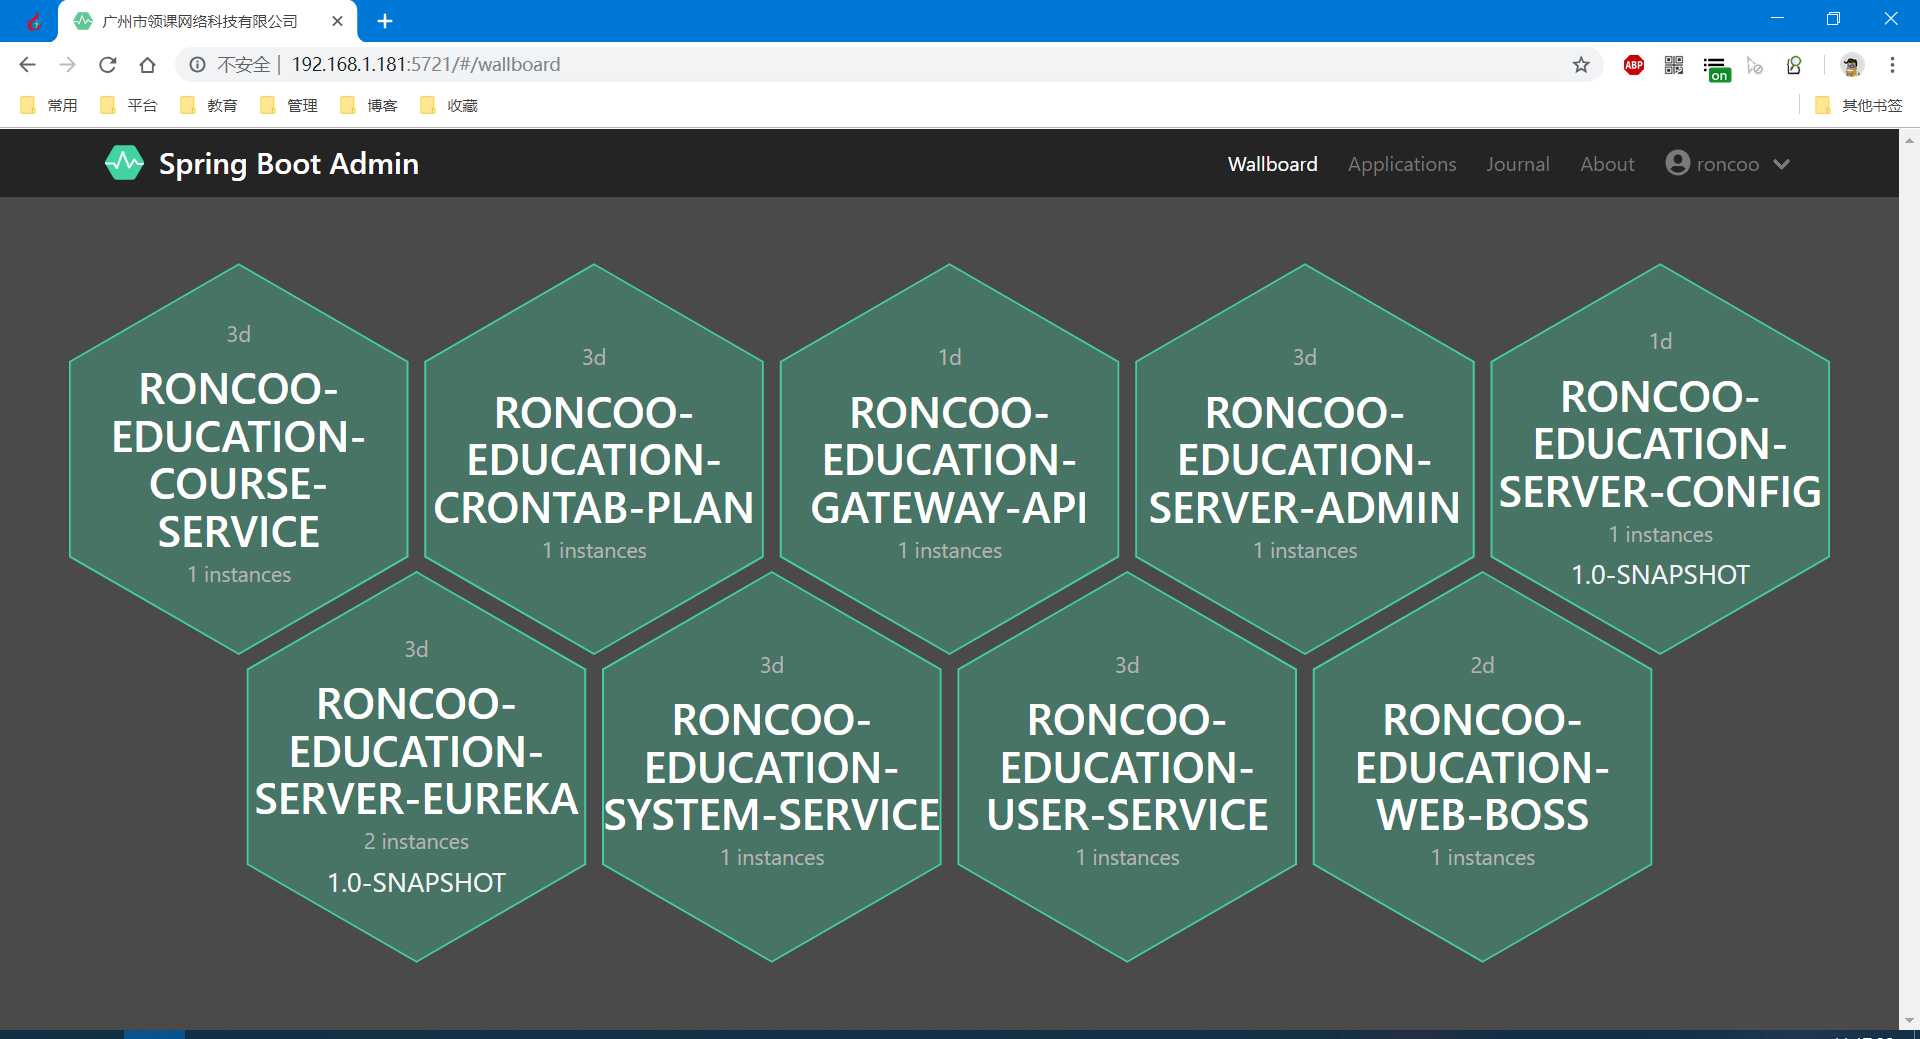 广州市领课网络科技有限公司
不安全 | 192.168.1.181:5721/#/wallboard
ABP
on
常用 平台 教育 管理 博客 收藏 其他书签
Spring Boot Admin Wallboard Applications Journal About roncoo
3d
RONCOO-
EDUCATION-
COURSE-
SERVICE
1 instances
3d
RONCOO-
EDUCATION-
CRONTAB-PLAN
1 instances
1d
RONCOO-
EDUCATION-
GATEWAY-API
1 instances
3d
RONCOO-
EDUCATION-
SERVER-ADMIN
1 instances
1d
RONCOO-
EDUCATION-
SERVER-CONFIG
1 instances
1.0-SNAPSHOT
3d
RONCOO-
EDUCATION-
SERVER-EUREKA
2 instances
1.0-SNAPSHOT
3d
RONCOO-
EDUCATION-
SYSTEM-SERVICE
1 instances
3d
RONCOO-
EDUCATION-
USER-SERVICE
1 instances
2d
RONCOO-
EDUCATION-
WEB-BOSS
1 instances